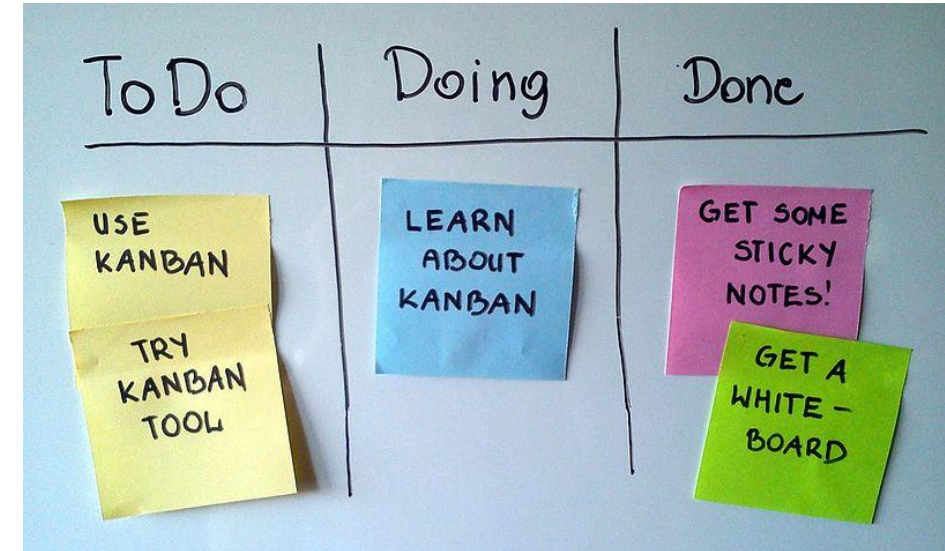 To Do
Doing
Done
USE
KANBAN
TRY
KANBAN
TOOL
LEARN
ABOUT
KANBAN
GET SOME
STICKY
NOTES!
GET A
WHITE-
BOARD